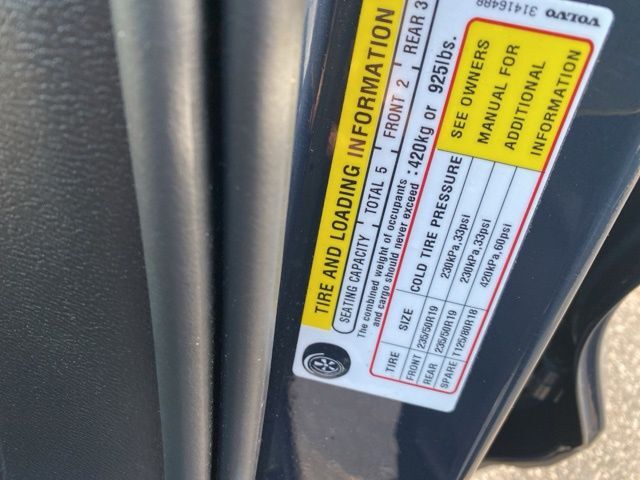 TIRE AND LOADING INFORMATION
SEATING CAPACITY TOTAL 5 FRONT 2 REAR 3
The combined weight of occupants and cargo should never exceed : 420kg or 925lbs.
TIRE SIZE COLD TIRE PRESSURE
FRONT 235/50R19 230kPa,33psi
REAR 235/50R19 230kPa,33psi
SPARE T125/80R18 420kPa,60psi
SEE OWNERS
MANUAL FOR
ADDITIONAL
INFORMATION
VOLVO